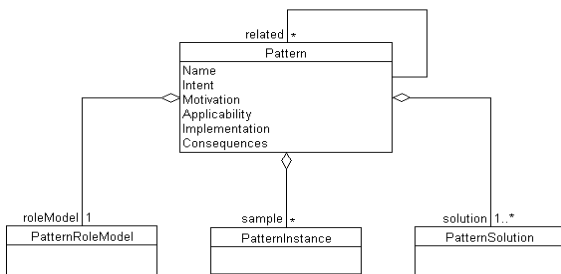 related *
Pattern
Name
Intent
Motivation
Applicability
Implementation
Consequences
roleModel 1
sample *
solution 1..*
PatternRoleModel
PatternInstance
PatternSolution